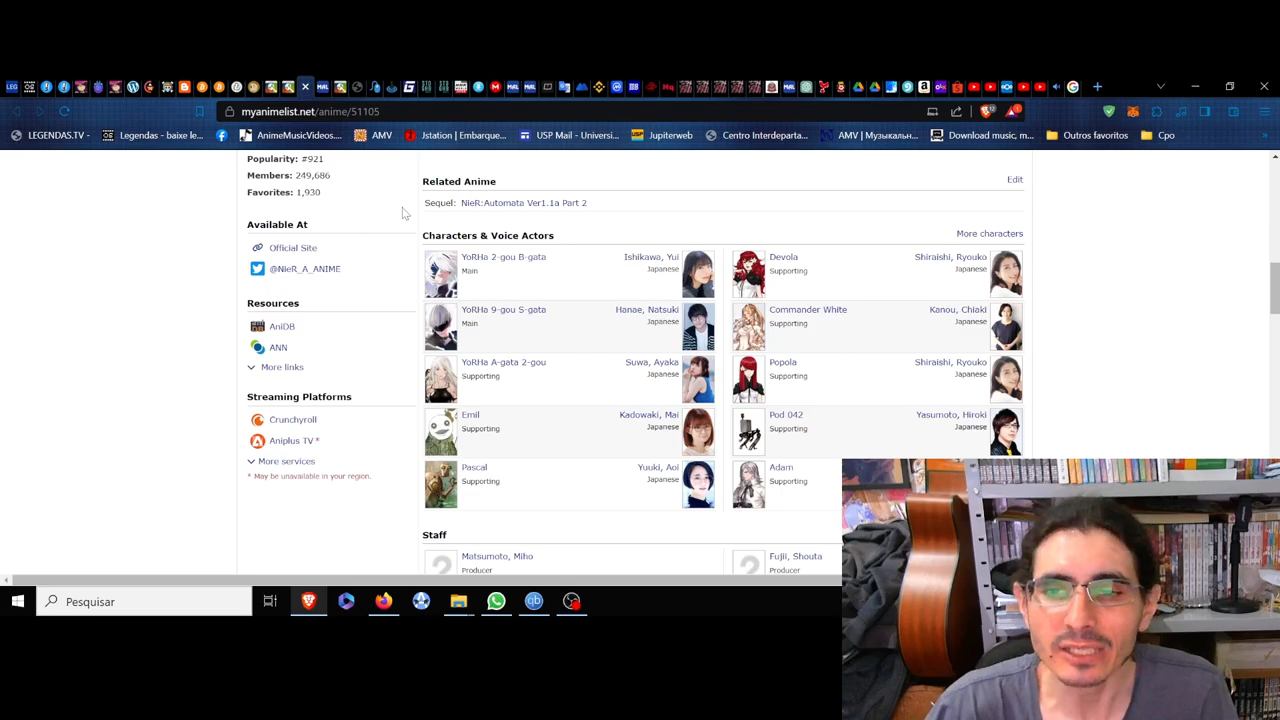 myanimelist.net/anime/51105
LEGENDAS.TV - Legendas - baixe le... AnimeMusicVideos.... AMV Jstation | Embarque... USP Mail - Universi... Jupiterweb Centro Interdeparta... AMV | Музыкальн... Download music, m... Outros favoritos Cpo
Popularity: #921
Members: 249,686
Favorites: 1,930
Available At
Official Site
@NieR_A_ANIME
Resources
AniDB
ANN
More links
Streaming Platforms
Crunchyroll
Aniplus TV *
More services
* May be unavailable in your region.
Related Anime Edit
Sequel: NieR:Automata Ver1.1a Part 2
Characters & Voice Actors More characters
YoRHa 2-gou B-gata Ishikawa, Yui
Main Japanese
Devola Shiraishi, Ryouko
Supporting Japanese
YoRHa 9-gou S-gata Hanae, Natsuki
Main Japanese
Commander White Kanou, Chiaki
Supporting Japanese
YoRHa A-gata 2-gou Suwa, Ayaka
Supporting Japanese
Popola Shiraishi, Ryouko
Supporting Japanese
Emil Kadowaki, Mai
Supporting Japanese
Pod 042 Yasumoto, Hiroki
Supporting Japanese
Pascal Yuuki, Aoi
Supporting Japanese
Adam
Supporting
Staff
Matsumoto, Miho
Producer
Fujii, Shouta
Producer
Pesquisar